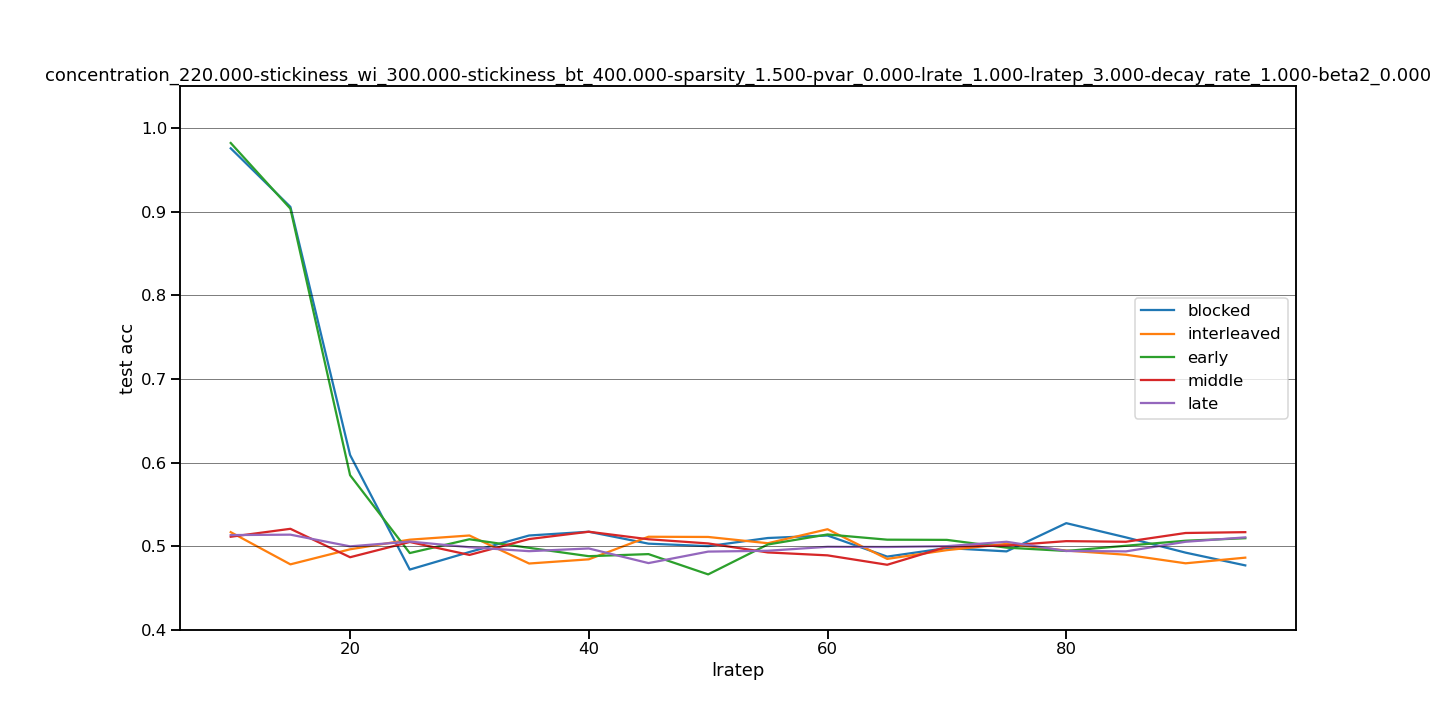 concentration_220.000-stickiness_wi_300.000-stickiness_bt_400.000-sparsity_1.500-pvar_0.000-lrate_1.000-lratep_3.000-decay_rate_1.000-beta2_0.000
1.0
0.9
0.8
0.7
0.6
0.5
0.4
test acc
blocked
interleaved
early
middle
late
20 40 60 80
lratep